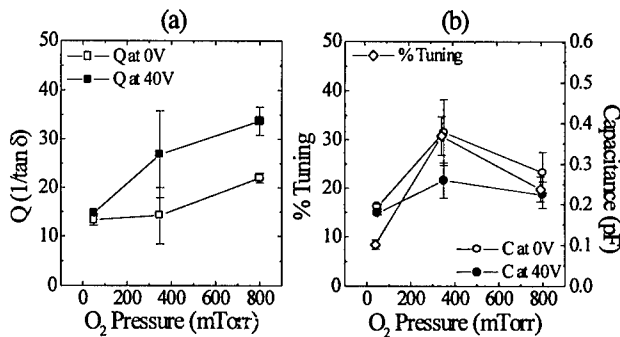 (a)
(b)
50
40
30
20
10
0
Q (1/tan δ)
Q at 0V
Q at 40V
0 200 400 600 800
O2 Pressure (mTorr)
50
40
30
20
10
0
% Tuning
% Tuning
C at 0V
C at 40V
0 200 400 600 800
O2 Pressure (mTorr)
0.6
0.5
0.4
0.3
0.2
0.1
0.0
Capacitance (pF)